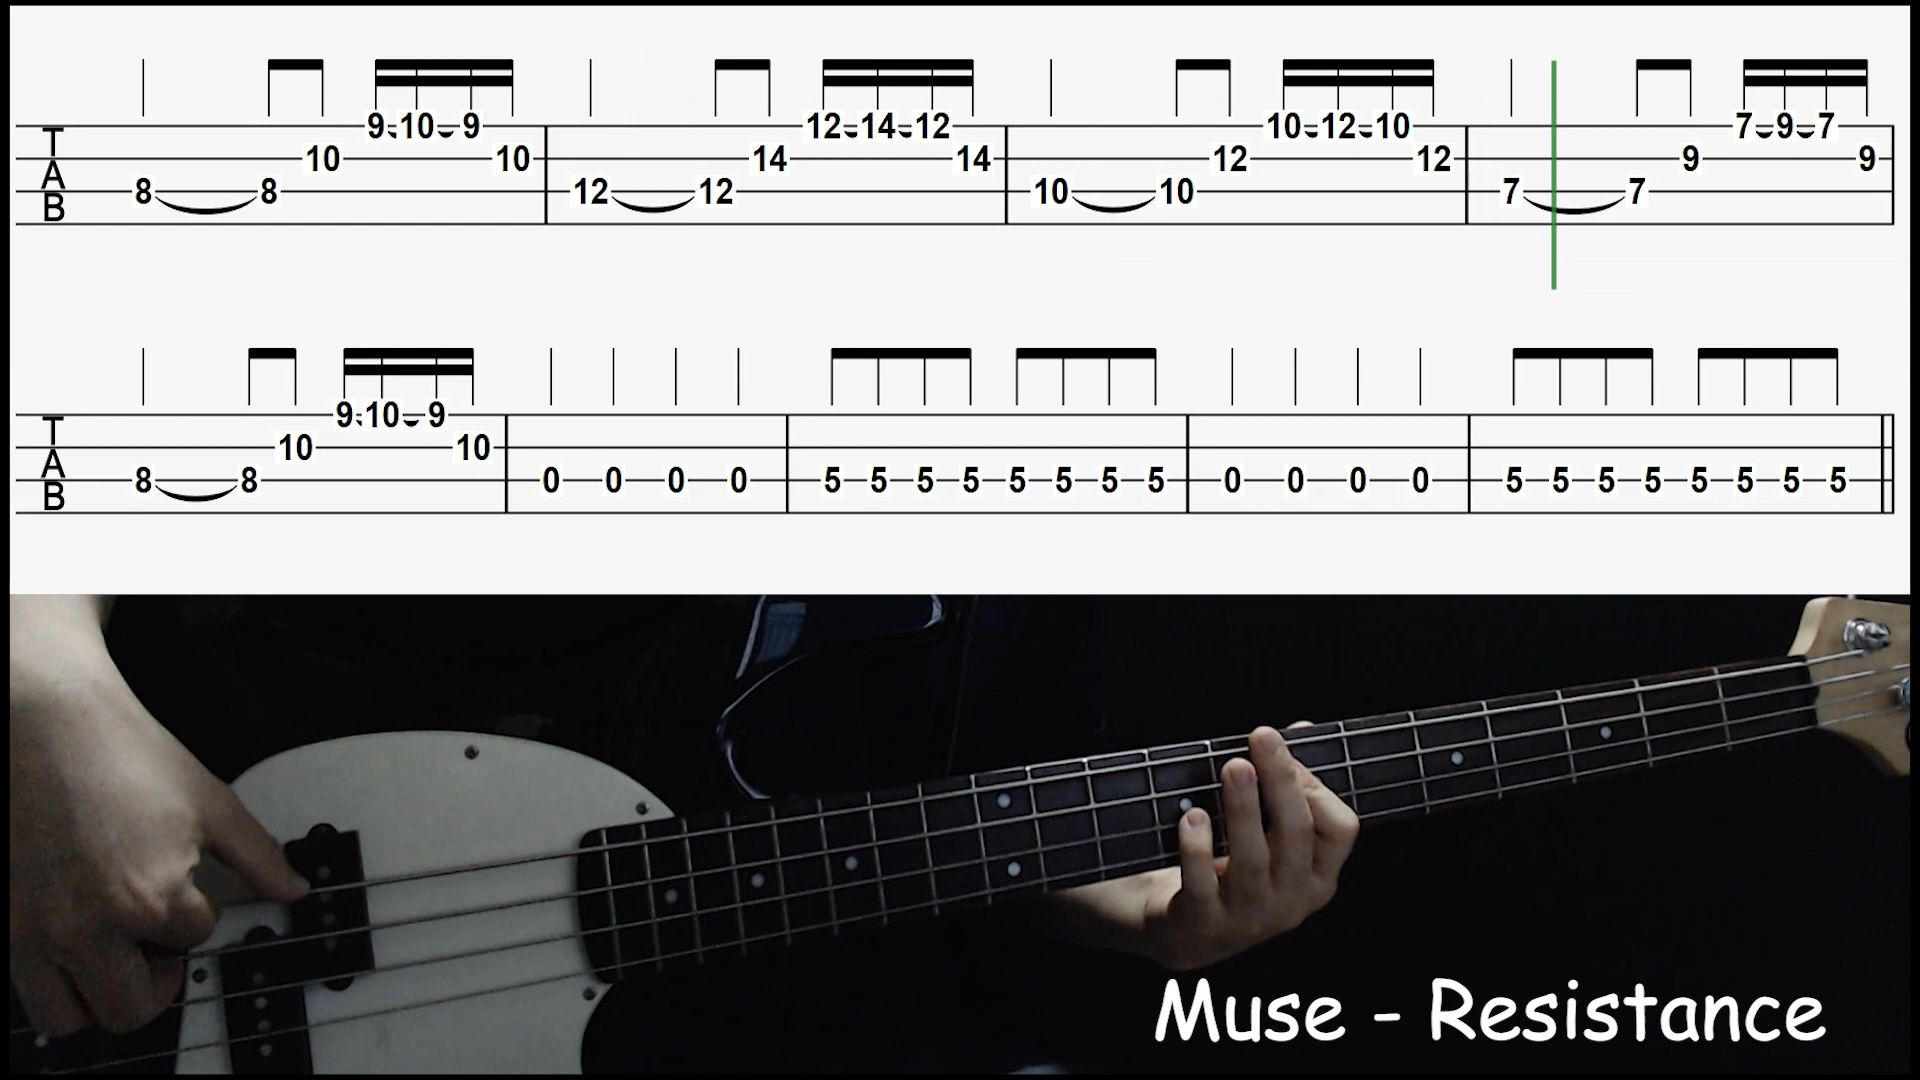 9 10 9 12 14 12 10 12 10 7 9 7
T
A 10 10 14 14 12 12 9 9
B 8 8 12 12 10 10 7 7
9 10 9
T
A 10 10
B 8 8 0 0 0 0 5 5 5 5 5 5 5 5 0 0 0 0 5 5 5 5 5 5 5 5
Muse - Resistance